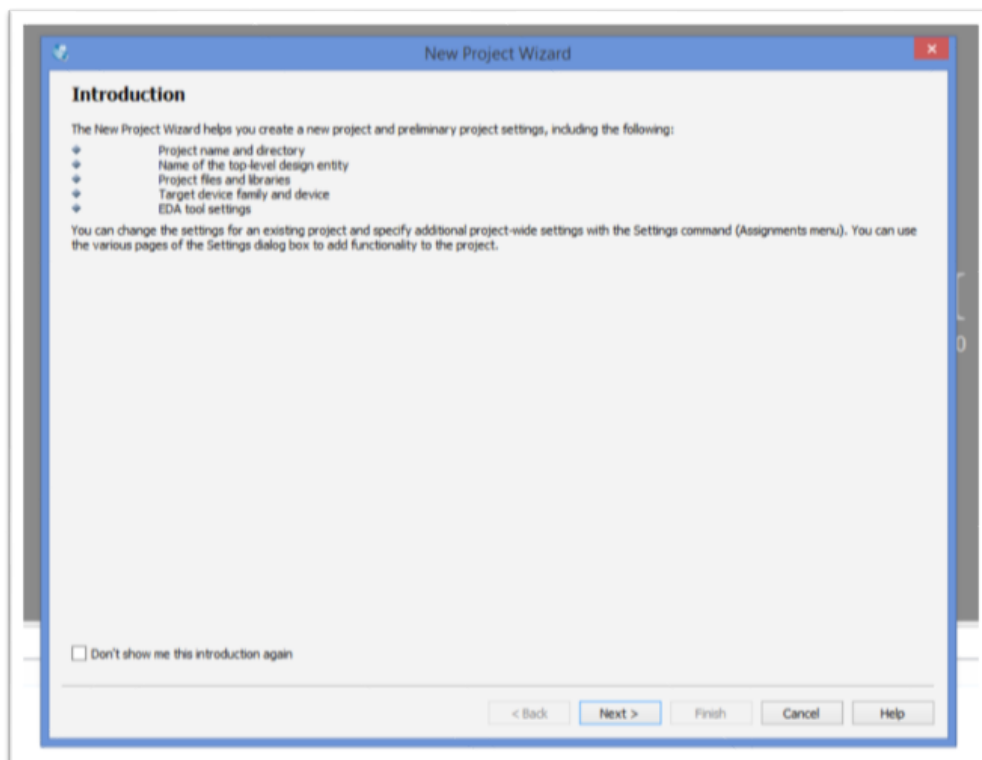 New Project Wizard
Introduction
The New Project Wizard helps you create a new project and preliminary project settings, including the following:
Project name and directory
Name of the top-level design entity
Project files and libraries
Target device family and device
EDA tool settings
You can change the settings for an existing project and specify additional project-wide settings with the Settings command (Assignments menu). You can use
the various pages of the Settings dialog box to add functionality to the project.
0
Don't show me this introduction again
< Back Next > Finish Cancel Help